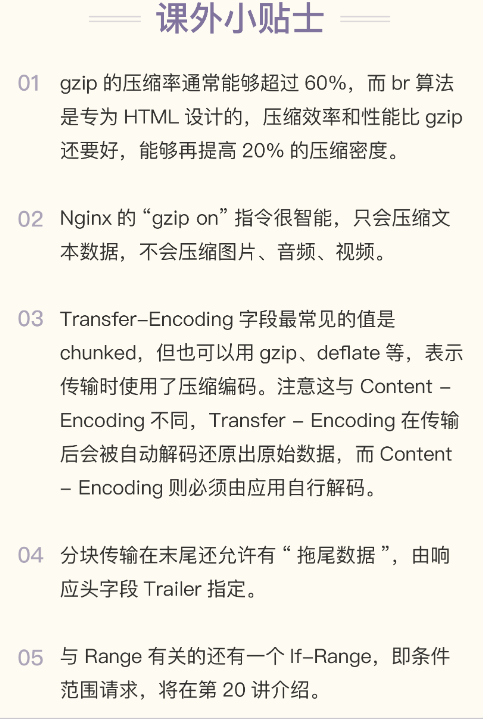 课外小贴士
01 gzip 的压缩率通常能够超过 60%，而 br 算法
是专为 HTML 设计的，压缩效率和性能比 gzip
还要好，能够再提高 20% 的压缩密度。
02 Nginx 的 “gzip on” 指令很智能，只会压缩文
本数据，不会压缩图片、音频、视频。
03 Transfer-Encoding 字段最常见的值是
chunked，但也可以用 gzip、deflate 等，表示
传输时使用了压缩编码。注意这与 Content -
Encoding 不同，Transfer - Encoding 在传输
后会被自动解码还原出原始数据，而 Content
- Encoding 则必须由应用自行解码。
04 分块传输在末尾还允许有 “ 拖尾数据 ”，由响
应头字段 Trailer 指定。
05 与 Range 有关的还有一个 If-Range，即条件
范围请求，将在第 20 讲介绍。